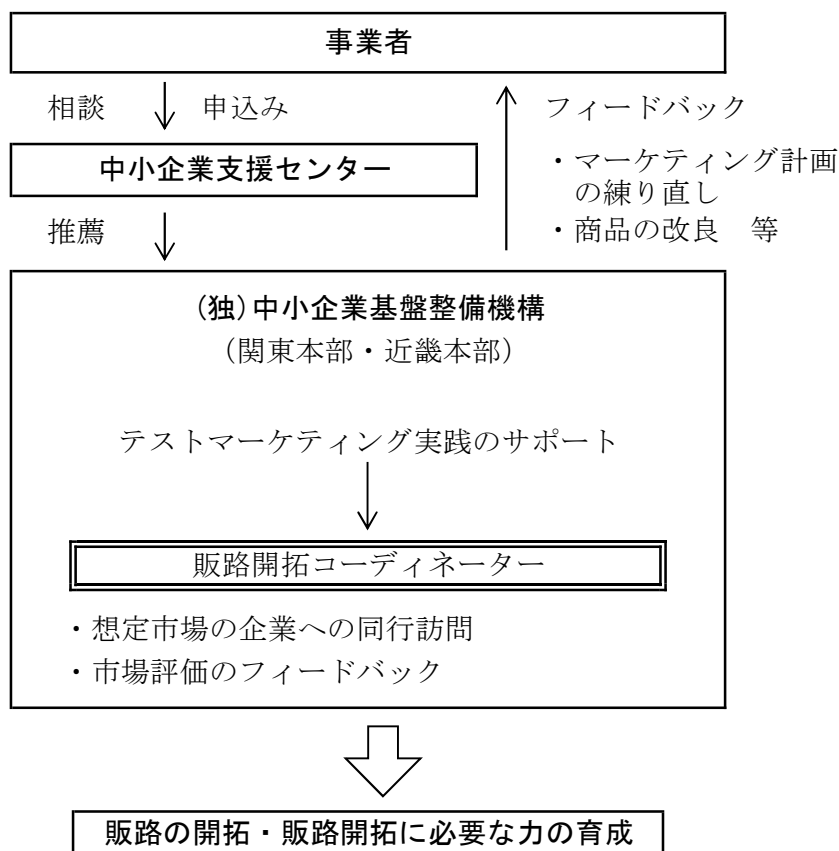 事業者
相談
申込み
フィードバック
・マーケティング計画
の練り直し
・商品の改良　等
中小企業支援センター
推薦
(独)中小企業基盤整備機構
（関東本部・近畿本部）
テストマーケティング実践のサポート
販路開拓コーディネーター
・想定市場の企業への同行訪問
・市場評価のフィードバック
販路の開拓・販路開拓に必要な力の育成